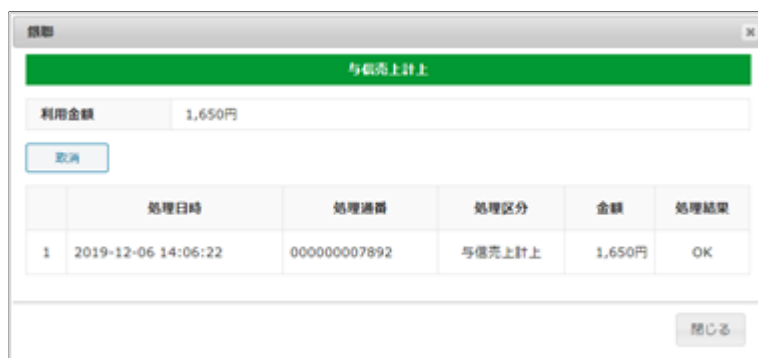 銀聯
与信売上計上
利用金額 1,650円
取消
処理日時 処理通番 処理区分 金額 処理結果
1 2019-12-06 14:06:22 000000007892 与信売上計上 1,650円 OK
閉じる